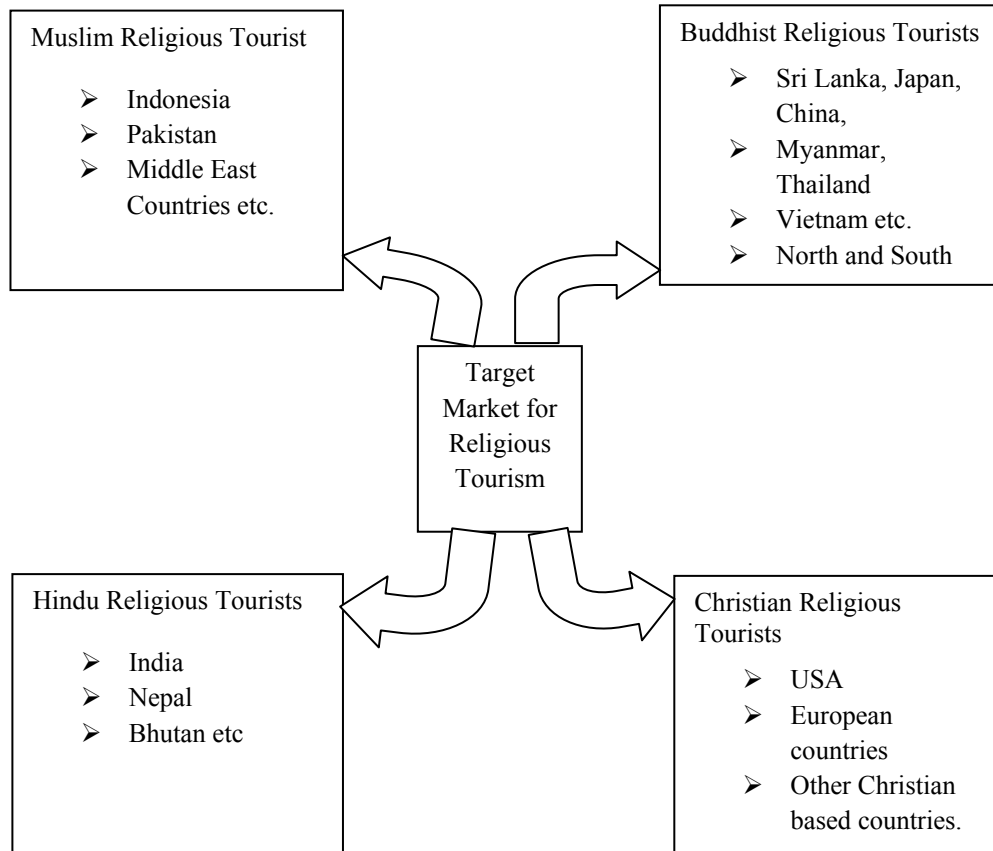 Muslim Religious Tourist
➢ Indonesia
➢ Pakistan
➢ Middle East
Countries etc.
Buddhist Religious Tourists
➢ Sri Lanka, Japan,
China,
➢ Myanmar,
Thailand
➢ Vietnam etc.
➢ North and South
Target
Market for
Religious
Tourism
Hindu Religious Tourists
➢ India
➢ Nepal
➢ Bhutan etc
Christian Religious
Tourists
➢ USA
➢ European
countries
➢ Other Christian
based countries.